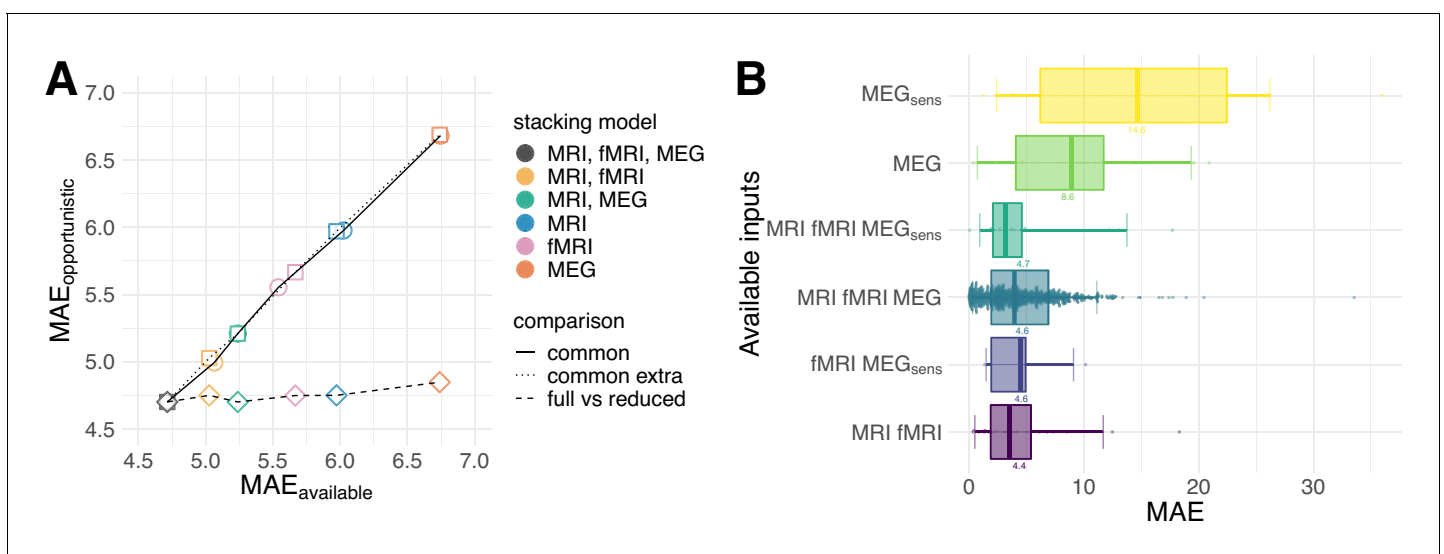 A
7.0
6.5
6.0
5.5
5.0
4.5
MAEopportunistic
4.5 5.0 5.5 6.0 6.5 7.0
MAEavailable
stacking model
MRI, fMRI, MEG
MRI, fMRI
MRI, MEG
MRI
fMRI
MEG
comparison
common
common extra
full vs reduced
B
Available inputs
MEGsens
14.6
MEG
8.6
MRI fMRI MEGsens
4.7
MRI fMRI MEG
4.6
fMRI MEGsens
4.6
MRI fMRI
4.4
0 10 20 30
MAE